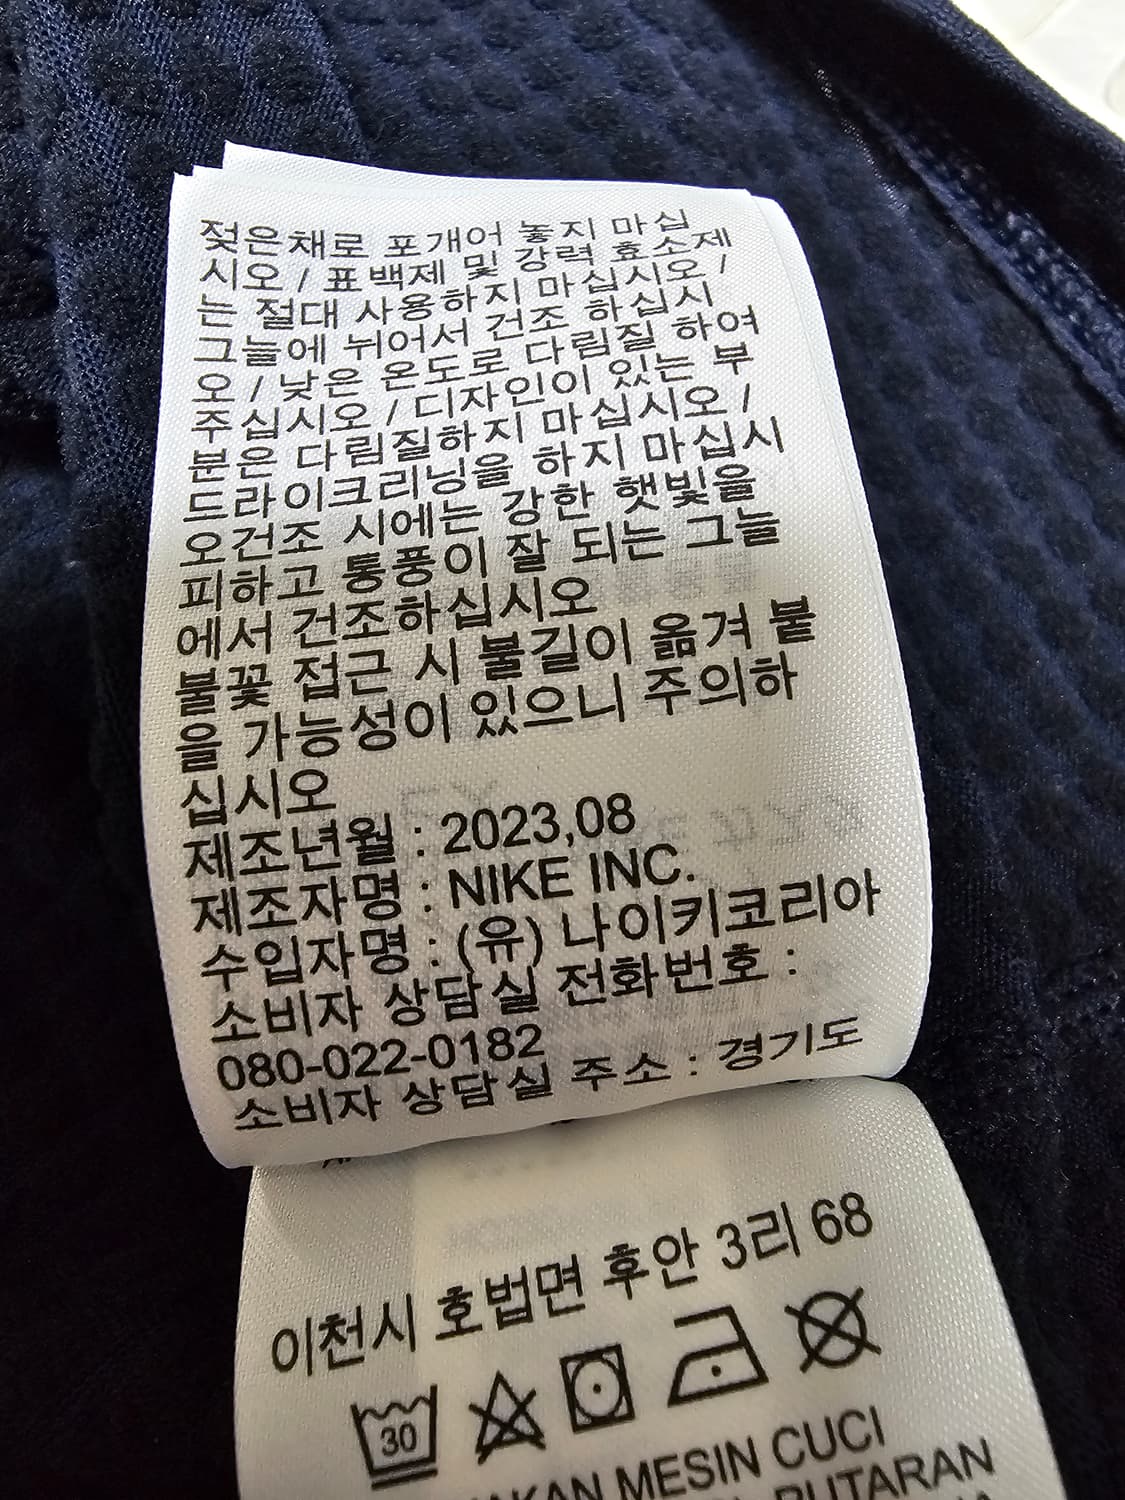 젖은채로 포개어 놓지 마십
시오 / 표백제 및 강력 효소제
는 절대 사용하지 마십시오 /
그늘에 뉘어서 건조 하십시
오 / 낮은 온도로 다림질 하여
주십시오 / 디자인이 있는 부
분은 다림질하지 마십시오 /
드라이크리닝을 하지 마십시
오건조 시에는 강한 햇빛을
피하고 통풍이 잘 되는 그늘
에서 건조하십시오
불꽃 접근 시 불길이 옮겨 붙
을 가능성이 있으니 주의하
십시오
제조년월 : 2023,08
제조자명 : NIKE INC.
수입자명 : (유) 나이키코리아
소비자 상담실 전화번호 :
080-022-0182
소비자 상담실 주소 : 경기도
이천시 호법면 후안 3리 68
30
MESIN CUCI
PUTARAN